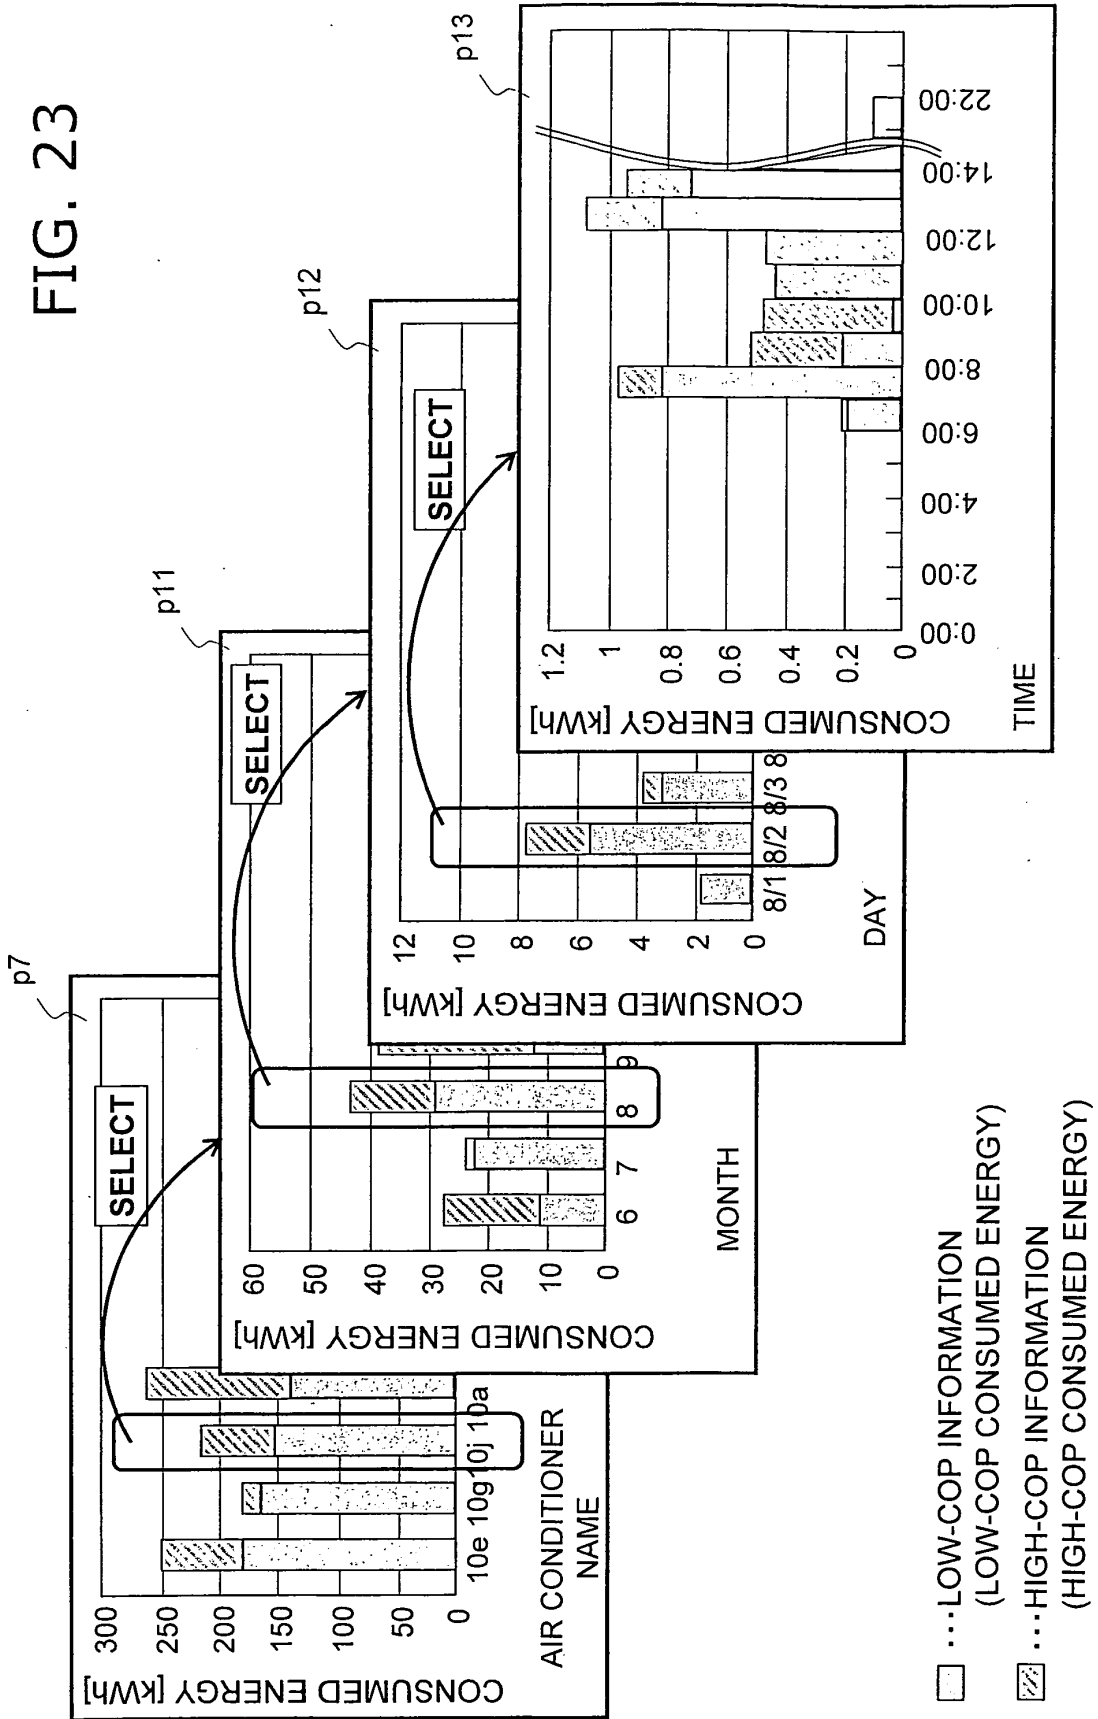 FIG. 23
p7
SELECT
CONSUMED ENERGY [kWh]
300
250
200
150
100
50
0
10e 10g 10j 10a
AIR CONDITIONER
NAME
p11
SELECT
CONSUMED ENERGY [kWh]
60
50
40
30
20
10
0
6 7 8 9
MONTH
p12
SELECT
CONSUMED ENERGY [kWh]
12
10
8
6
4
2
0
8/1 8/2 8/3 8
DAY
p13
CONSUMED ENERGY [kWh]
1.2
1
0.8
0.6
0.4
0.2
0
0:00 2:00 4:00 6:00 8:00 10:00 12:00 14:00 22:00
TIME
···LOW-COP INFORMATION
(LOW-COP CONSUMED ENERGY)
···HIGH-COP INFORMATION
(HIGH-COP CONSUMED ENERGY)